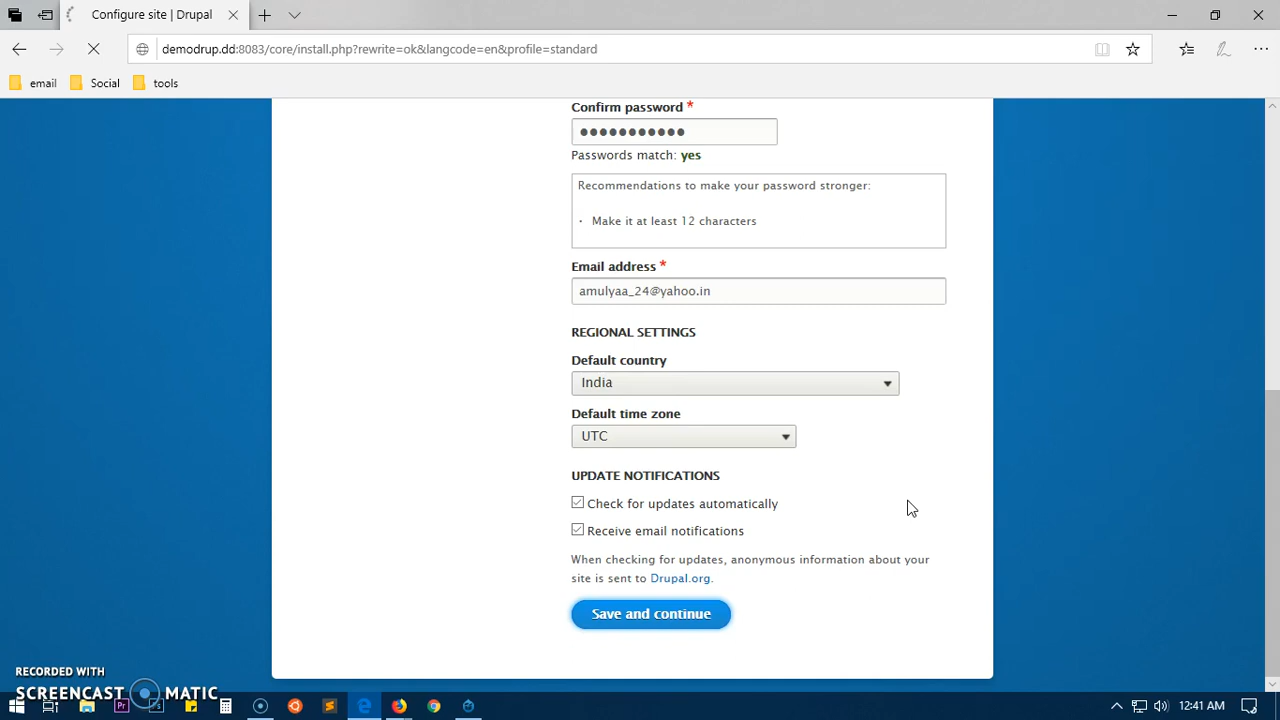 Configure site | Drupal
demodrup.dd:8083/core/install.php?rewrite=ok&langcode=en&profile=standard
email Social tools
Confirm password *
●●●●●●●●●●●
Passwords match: yes
Recommendations to make your password stronger:
• Make it at least 12 characters
Email address *
amulyaa_24@yahoo.in
REGIONAL SETTINGS
Default country
India
Default time zone
UTC
UPDATE NOTIFICATIONS
Check for updates automatically
Receive email notifications
When checking for updates, anonymous information about your
site is sent to Drupal.org.
Save and continue
RECORDED WITH
SCREENCAST MATIC
Pr Ps 12:41 AM